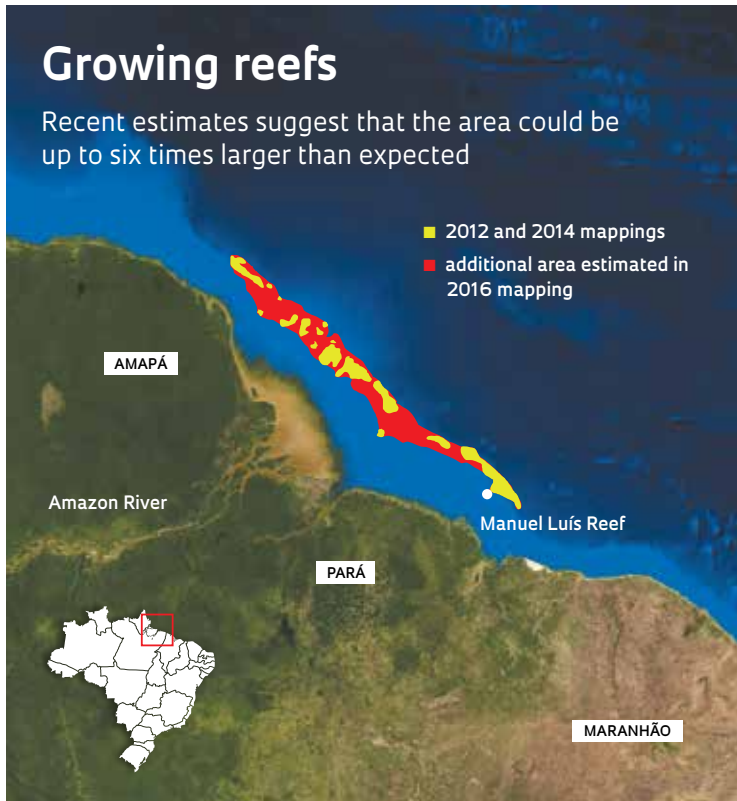 Growing reefs
Recent estimates suggest that the area could be
up to six times larger than expected
2012 and 2014 mappings
additional area estimated in
2016 mapping
AMAPÁ
Amazon River
Manuel Luís Reef
PARÁ
MARANHÃO